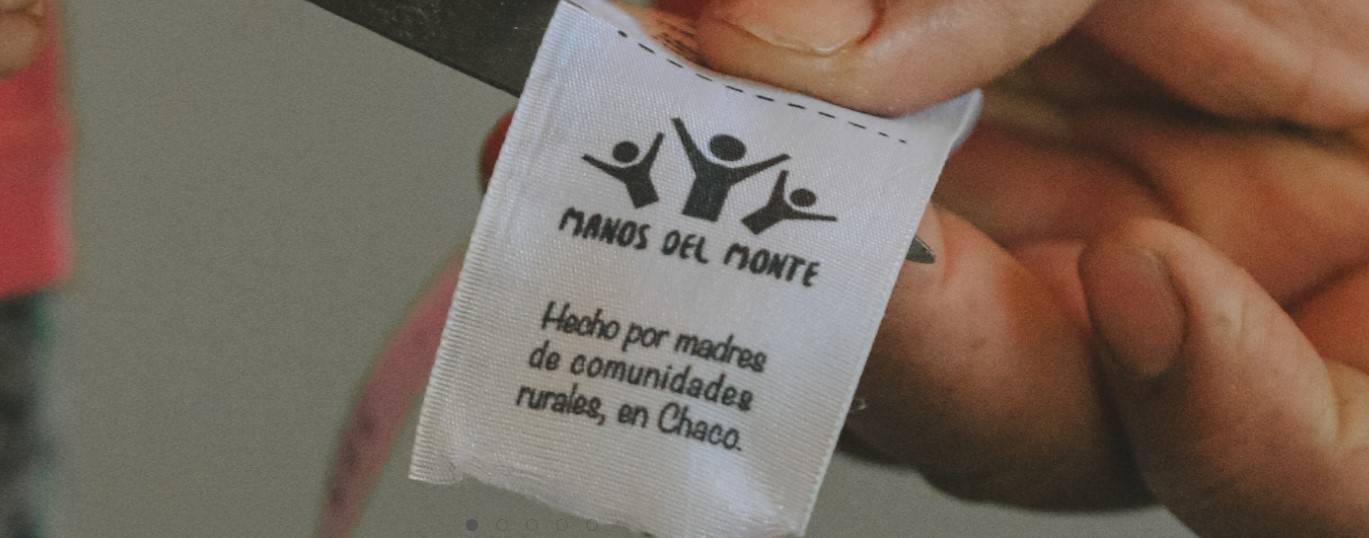 MANOS DEL MONTE
Hecho por madres
de comunidades
rurales, en Chaco.